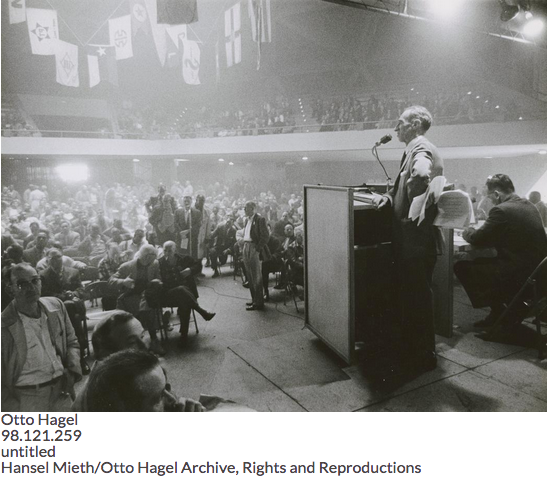 Otto Hagel
98.121.259
untitled
Hansel Mieth/Otto Hagel Archive, Rights and Reproductions